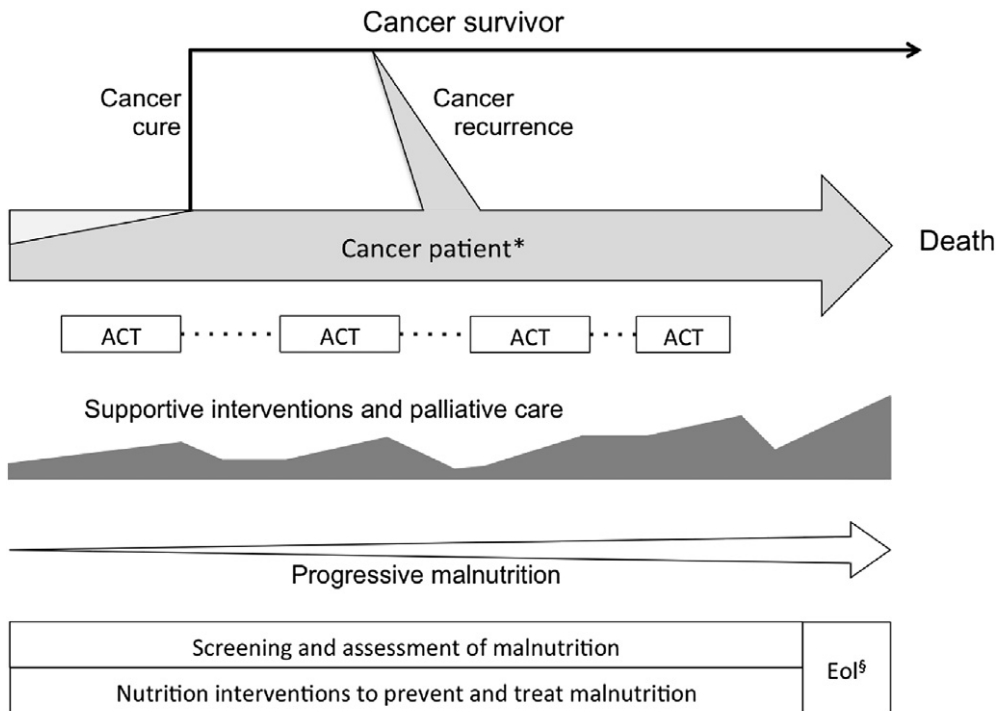 Cancer survivor
Cancer
cure
Cancer
recurrence
Cancer patient*
Death
ACT
ACT
ACT
ACT
Supportive interventions and palliative care
Progressive malnutrition
Screening and assessment of malnutrition
Nutrition interventions to prevent and treat malnutrition
Eol§